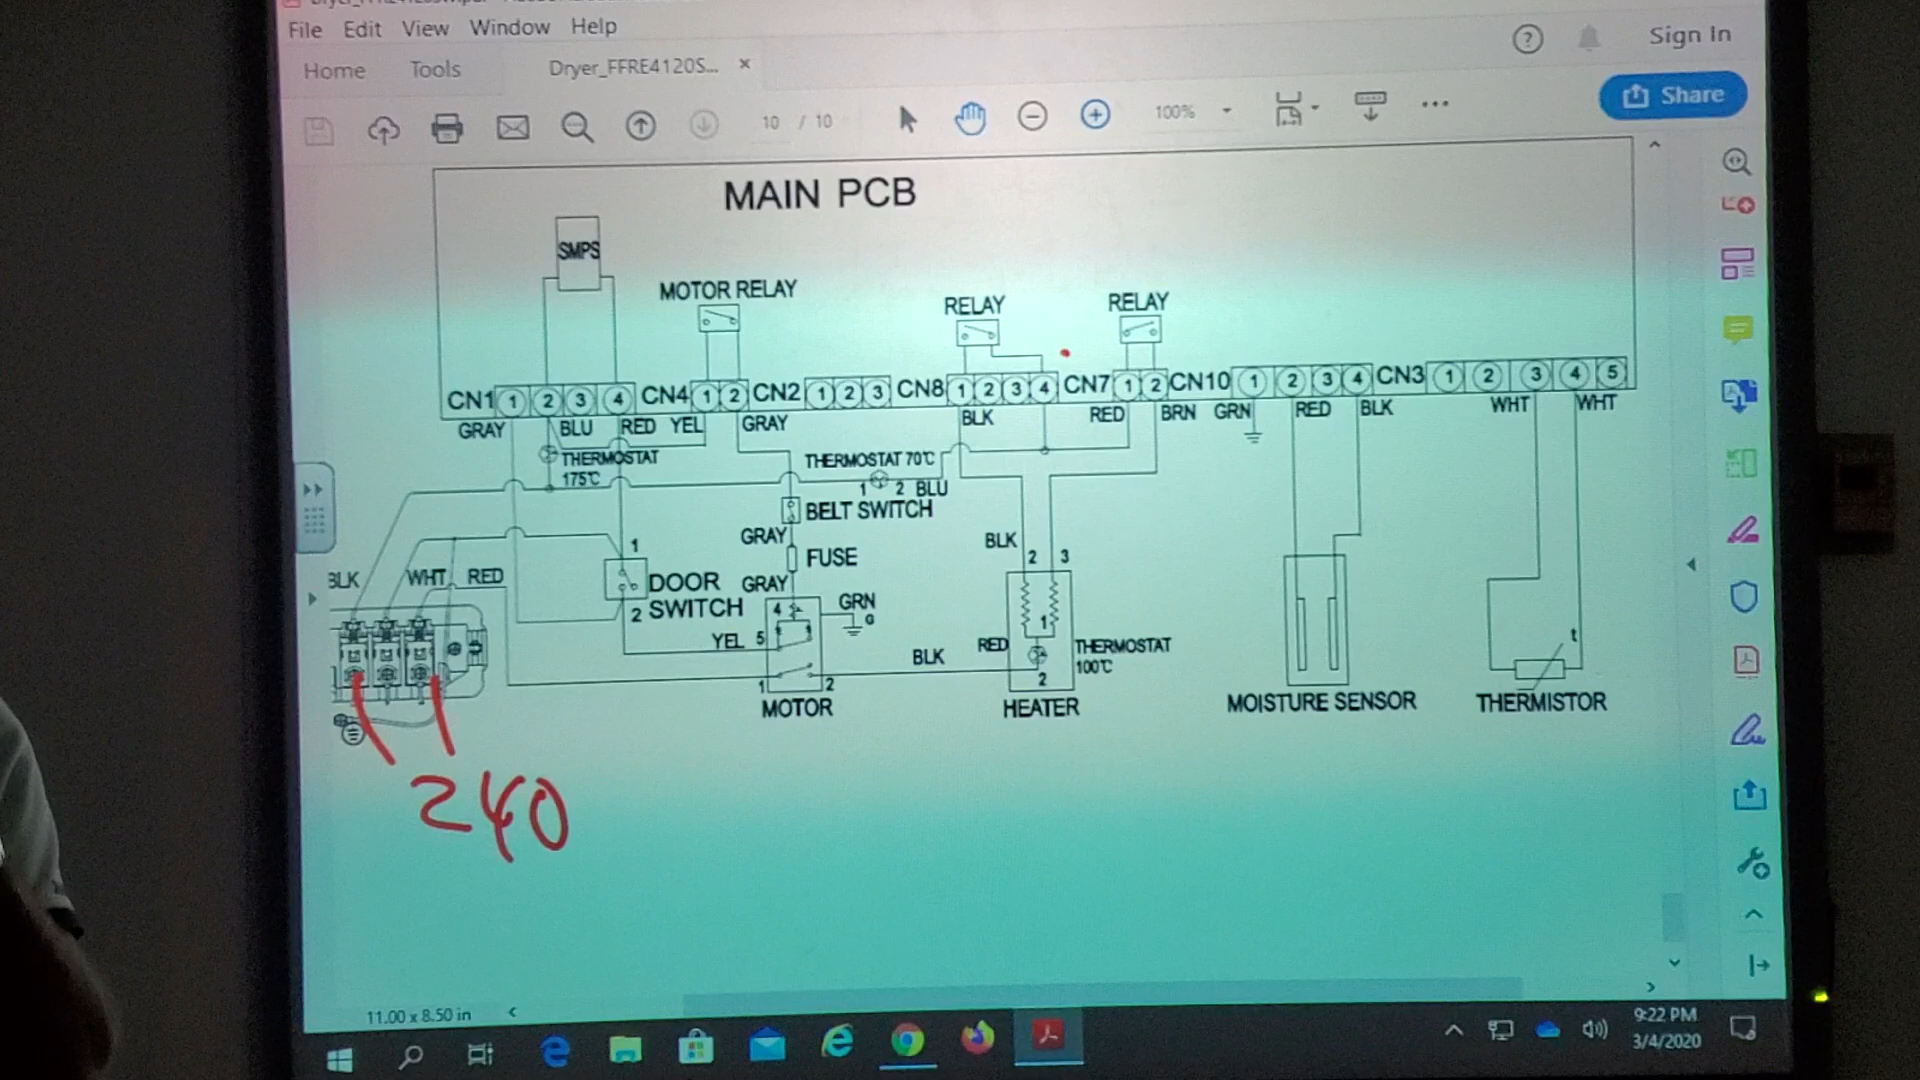 File Edit View Window Help
Sign In
Home Tools Dryer_FFRE4120S... ×
10 / 10 100% Share
MAIN PCB
SMPS
MOTOR RELAY
RELAY RELAY
CN1 1 2 3 4 CN4 1 2 CN2 1 2 3 CN8 1 2 3 4 CN7 1 2 CN10 1 2 3 4 CN3 1 2 3 4 5
GRAY BLU RED YEL GRAY BLK RED BRN GRN RED BLK WHT WHT
THERMOSTAT
175℃
THERMOSTAT 70℃
1 2 BLU
BELT SWITCH
GRAY
FUSE
GRAY
BLK WHT RED
1
DOOR
SWITCH
2
YEL 5
4
GRN
G
BLK
2 3
1
RED
THERMOSTAT
100℃
BLK
1 2
2
MOTOR HEATER MOISTURE SENSOR THERMISTOR
t
240
11.00 x 8.50 in
9:22 PM
3/4/2020